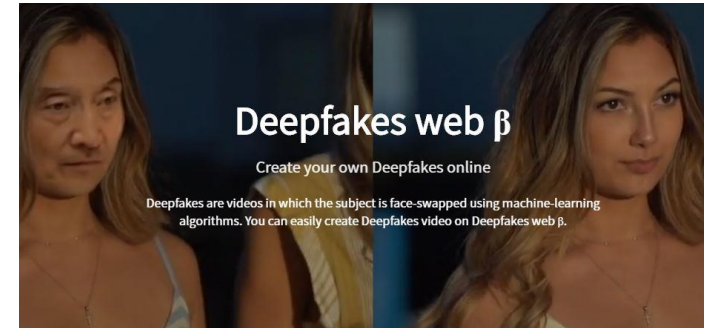 Deepfakes web β
Create your own Deepfakes online
Deepfakes are videos in which the subject is face-swapped using machine-learning
algorithms. You can easily create Deepfakes video on Deepfakes web β.